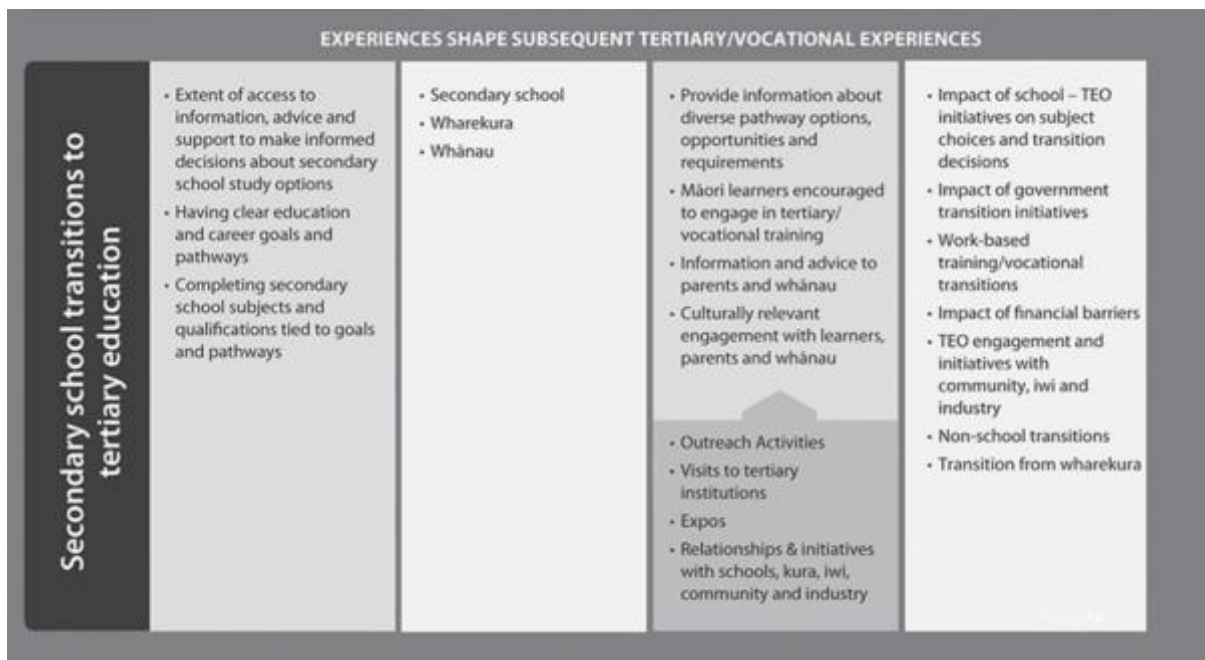 EXPERIENCES SHAPE SUBSEQUENT TERTIARY/VOCATIONAL EXPERIENCES
Secondary school transitions to
tertiary education
• Extent of access to
information, advice and
support to make informed
decisions about secondary
school study options
• Having clear education
and career goals and
pathways
• Completing secondary
school subjects and
qualifications tied to goals
and pathways
• Secondary school
• Wharekura
• Whānau
• Provide information about
diverse pathway options,
opportunities and
requirements
• Māori learners encouraged
to engage in tertiary/
vocational training
• Information and advice to
parents and whānau
• Culturally relevant
engagement with learners,
parents and whānau
• Outreach Activities
• Visits to tertiary
institutions
• Expos
• Relationships & initiatives
with schools, kura, iwi,
community and industry
• Impact of school – TEO
initiatives on subject
choices and transition
decisions
• Impact of government
transition initiatives
• Work-based
training/vocational
transitions
• Impact of financial barriers
• TEO engagement and
initiatives with
community, iwi and
industry
• Non-school transitions
• Transition from wharekura